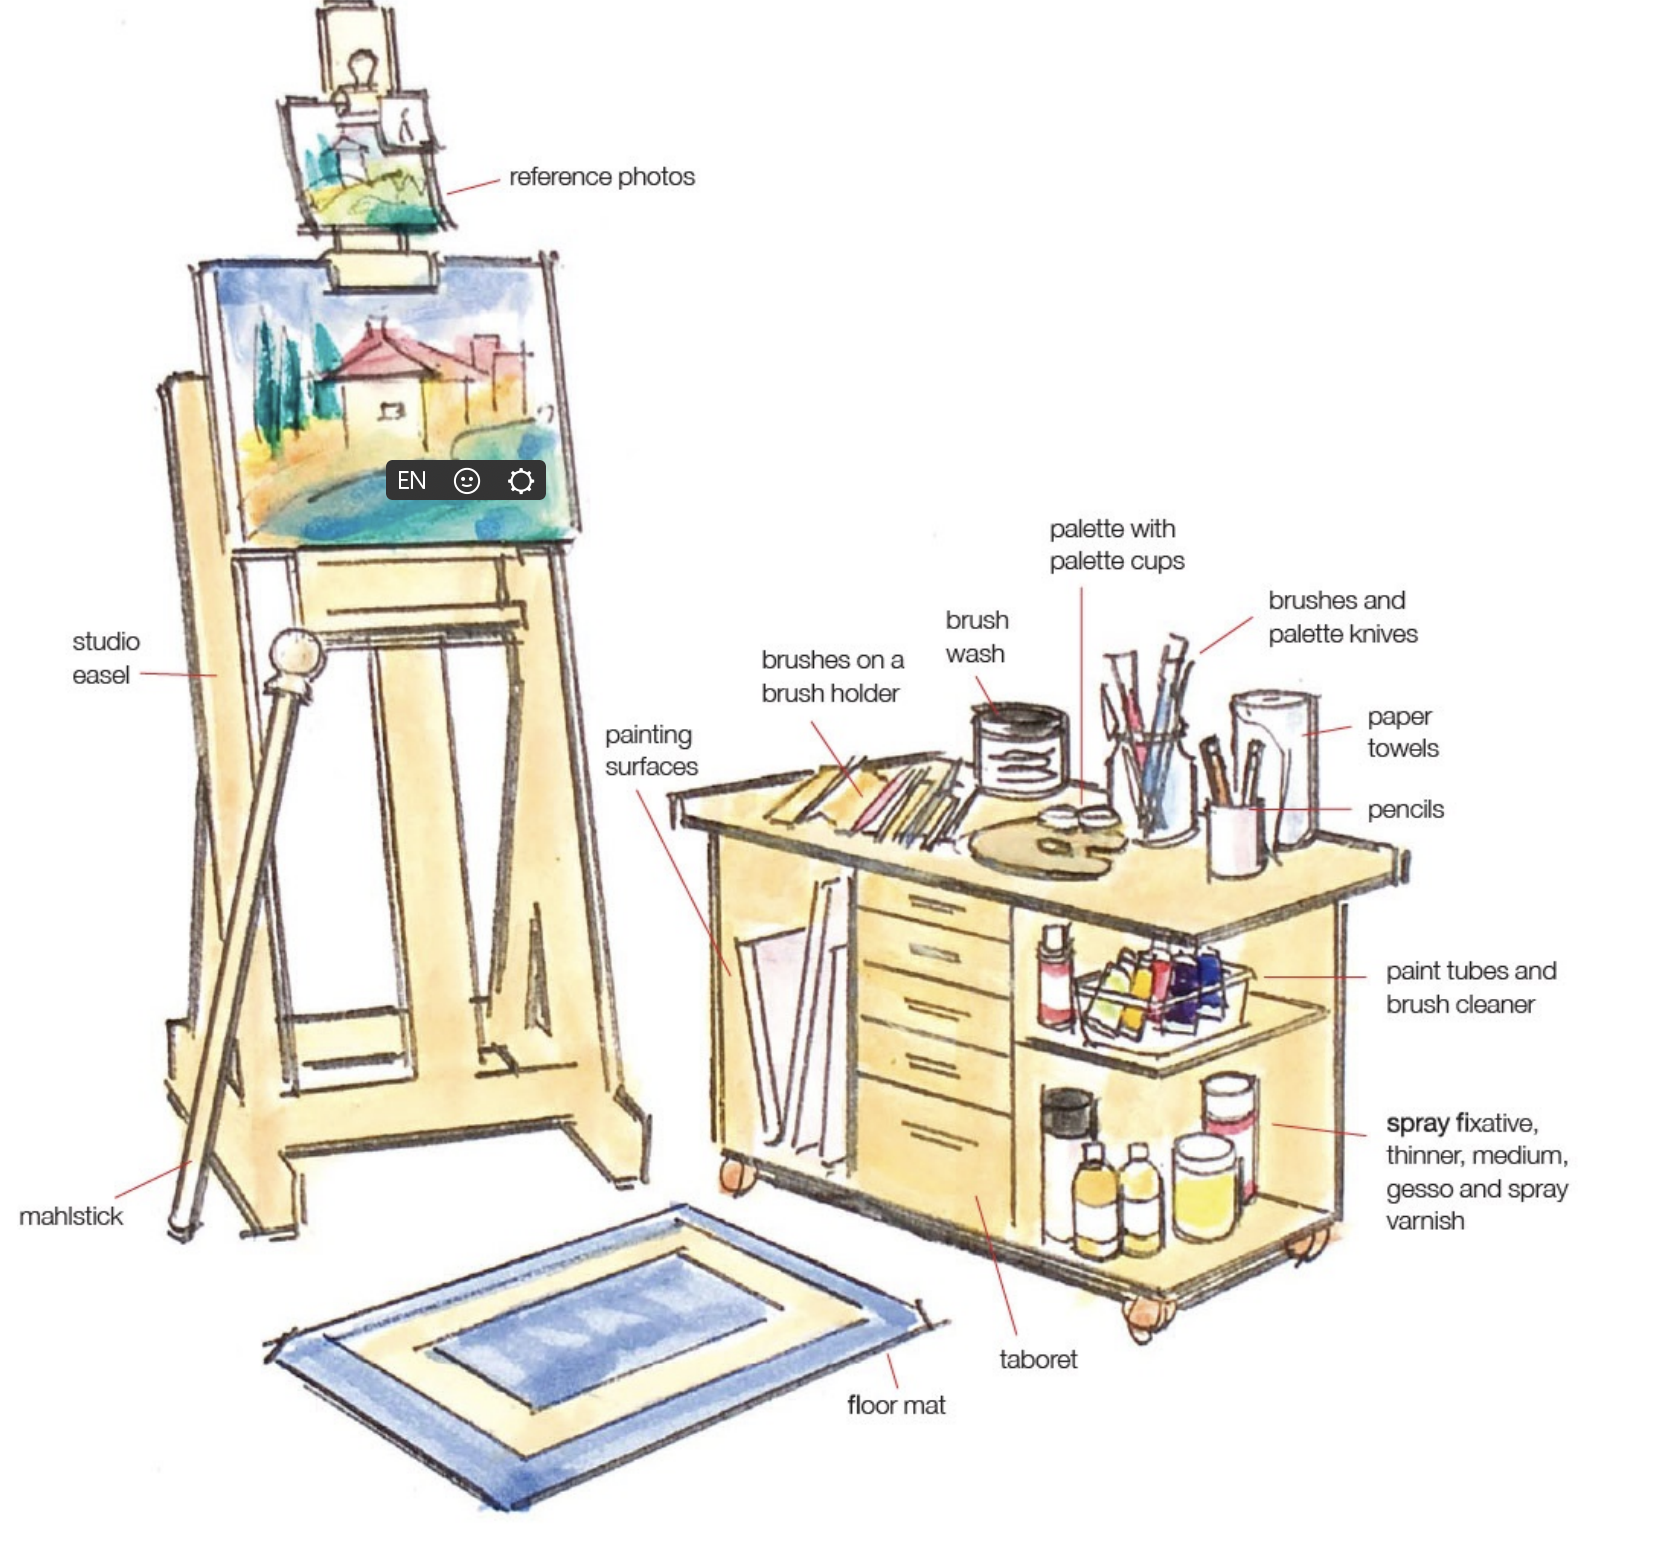 reference photos
EN
palette with
palette cups
brushes and
palette knives
brush
wash
studio
easel
brushes on a
brush holder
paper
towels
painting
surfaces
pencils
paint tubes and
brush cleaner
spray fixative,
thinner, medium,
gesso and spray
varnish
mahlstick
taboret
floor mat